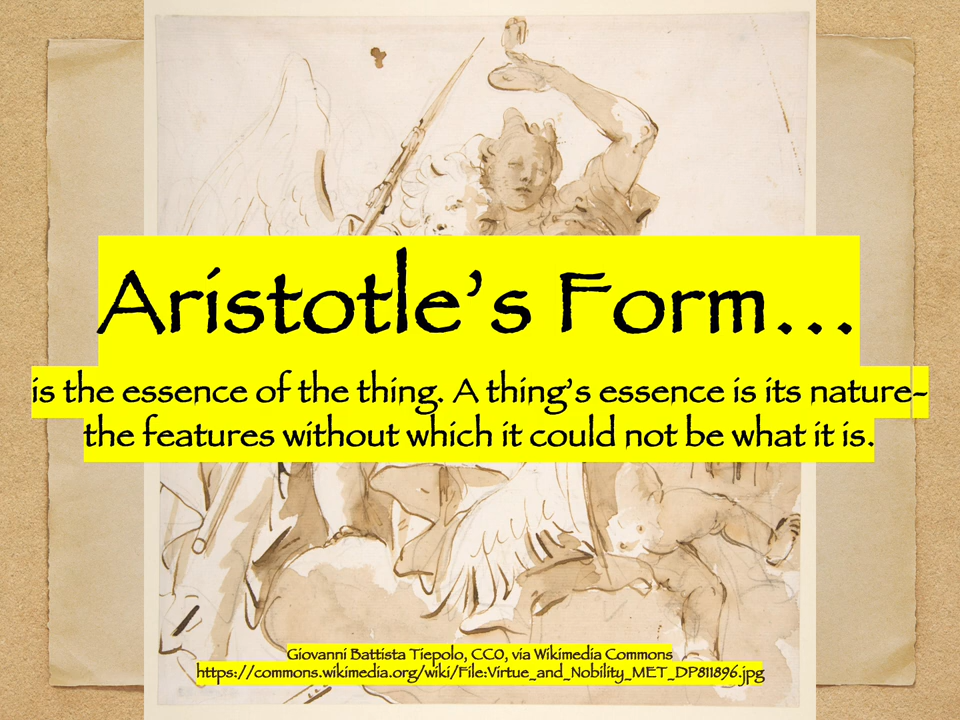 Aristotle’s Form…
is the essence of the thing. A thing’s essence is its nature-
the features without which it could not be what it is.
Giovanni Battista Tiepolo, CC0, via Wikimedia Commons
https://commons.wikimedia.org/wiki/File:Virtue_and_Nobility_MET_DP811896.jpg